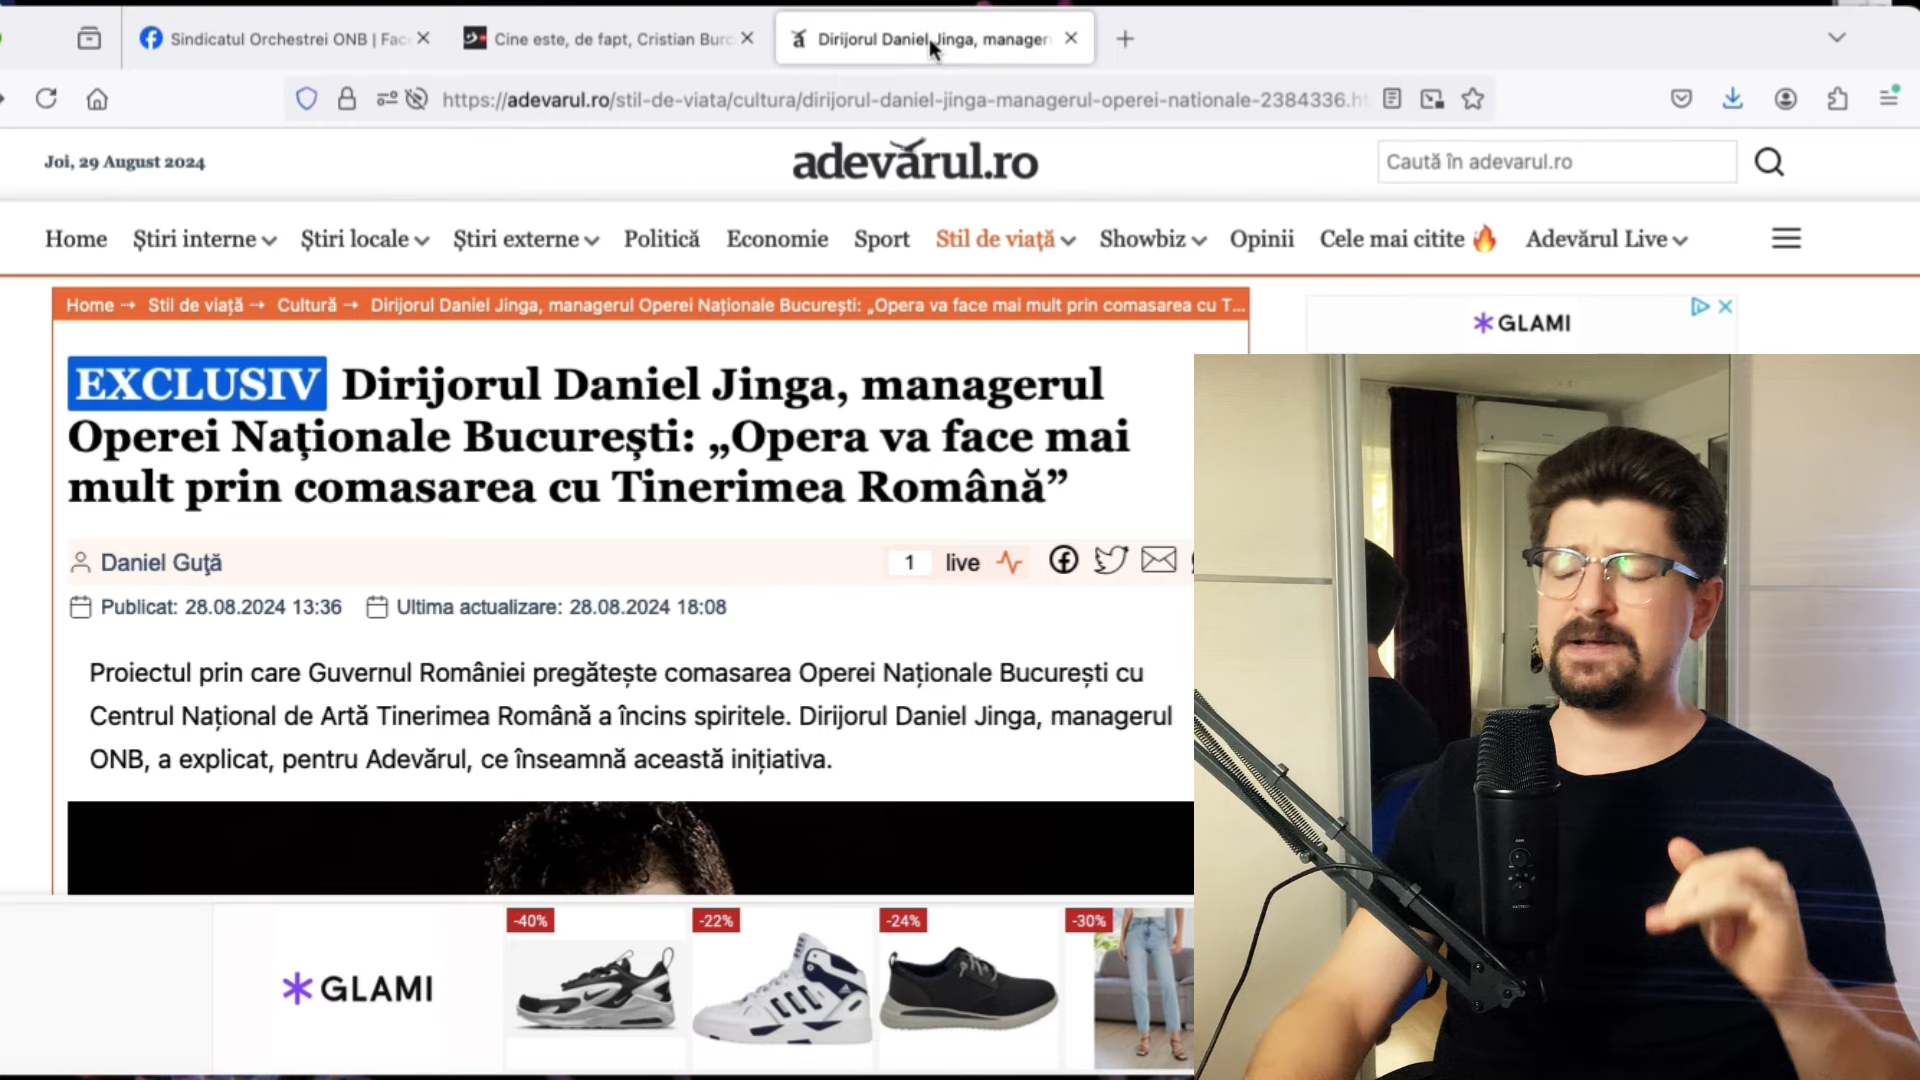 Sindicatul Orchestrei ONB | Fac
Cine este, de fapt, Cristian Burc
Dirijorul Daniel Jinga, manager
https://adevarul.ro/stil-de-viata/cultura/dirijorul-daniel-jinga-managerul-operei-nationale-2384336.ht
Joi, 29 August 2024
adevărul.ro
Caută în adevarul.ro
Home Știri interne Știri locale Știri externe Politică Economie Sport Stil de viață Showbiz Opinii Cele mai citite Adevărul Live
Home → Stil de viață → Cultură → Dirijorul Daniel Jinga, managerul Operei Naționale București: „Opera va face mai mult prin comasarea cu T...
GLAMI
EXCLUSIV Dirijorul Daniel Jinga, managerul
Operei Naționale București: „Opera va face mai
mult prin comasarea cu Tinerimea Română”
Daniel Guță
1 live
Publicat: 28.08.2024 13:36 Ultima actualizare: 28.08.2024 18:08
Proiectul prin care Guvernul României pregătește comasarea Operei Naționale București cu
Centrul Național de Artă Tinerimea Română a încins spiritele. Dirijorul Daniel Jinga, managerul
ONB, a explicat, pentru Adevărul, ce înseamnă această inițiativa.
GLAMI
-40%
-22%
-24%
-30%